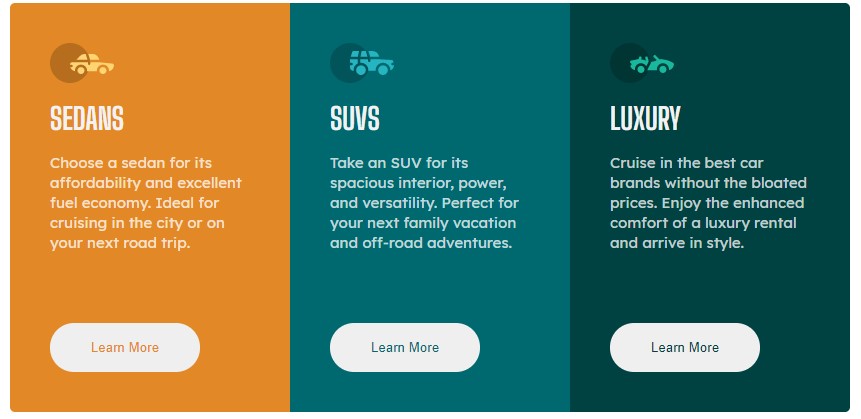 SEDANS
Choose a sedan for its
affordability and excellent
fuel economy. Ideal for
cruising in the city or on
your next road trip.
Learn More
SUVS
Take an SUV for its
spacious interior, power,
and versatility. Perfect for
your next family vacation
and off-road adventures.
Learn More
LUXURY
Cruise in the best car
brands without the bloated
prices. Enjoy the enhanced
comfort of a luxury rental
and arrive in style.
Learn More